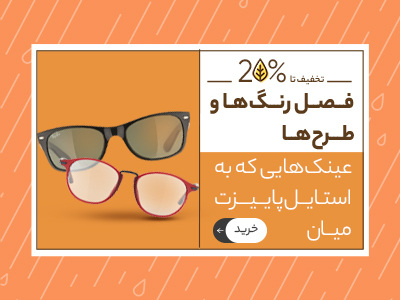 تخفیف تا 20%
فصل رنگ‌ها و
طرح‌ها
عینک‌هایی که به
استایل پاییزت
میان
خرید